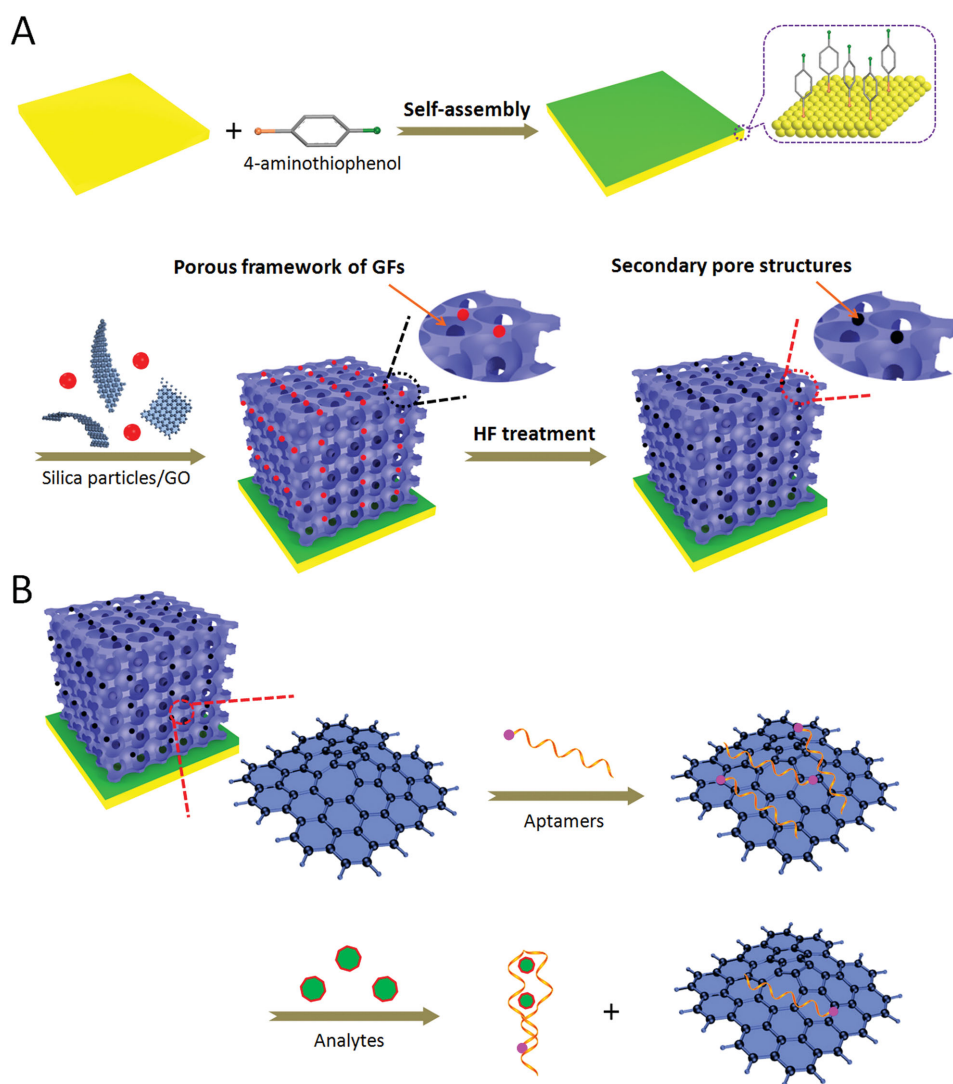 A
+
Self-assembly
4-aminothiophenol
Porous framework of GFs
Secondary pore structures
Silica particles/GO
HF treatment
B
Aptamers
Analytes
+